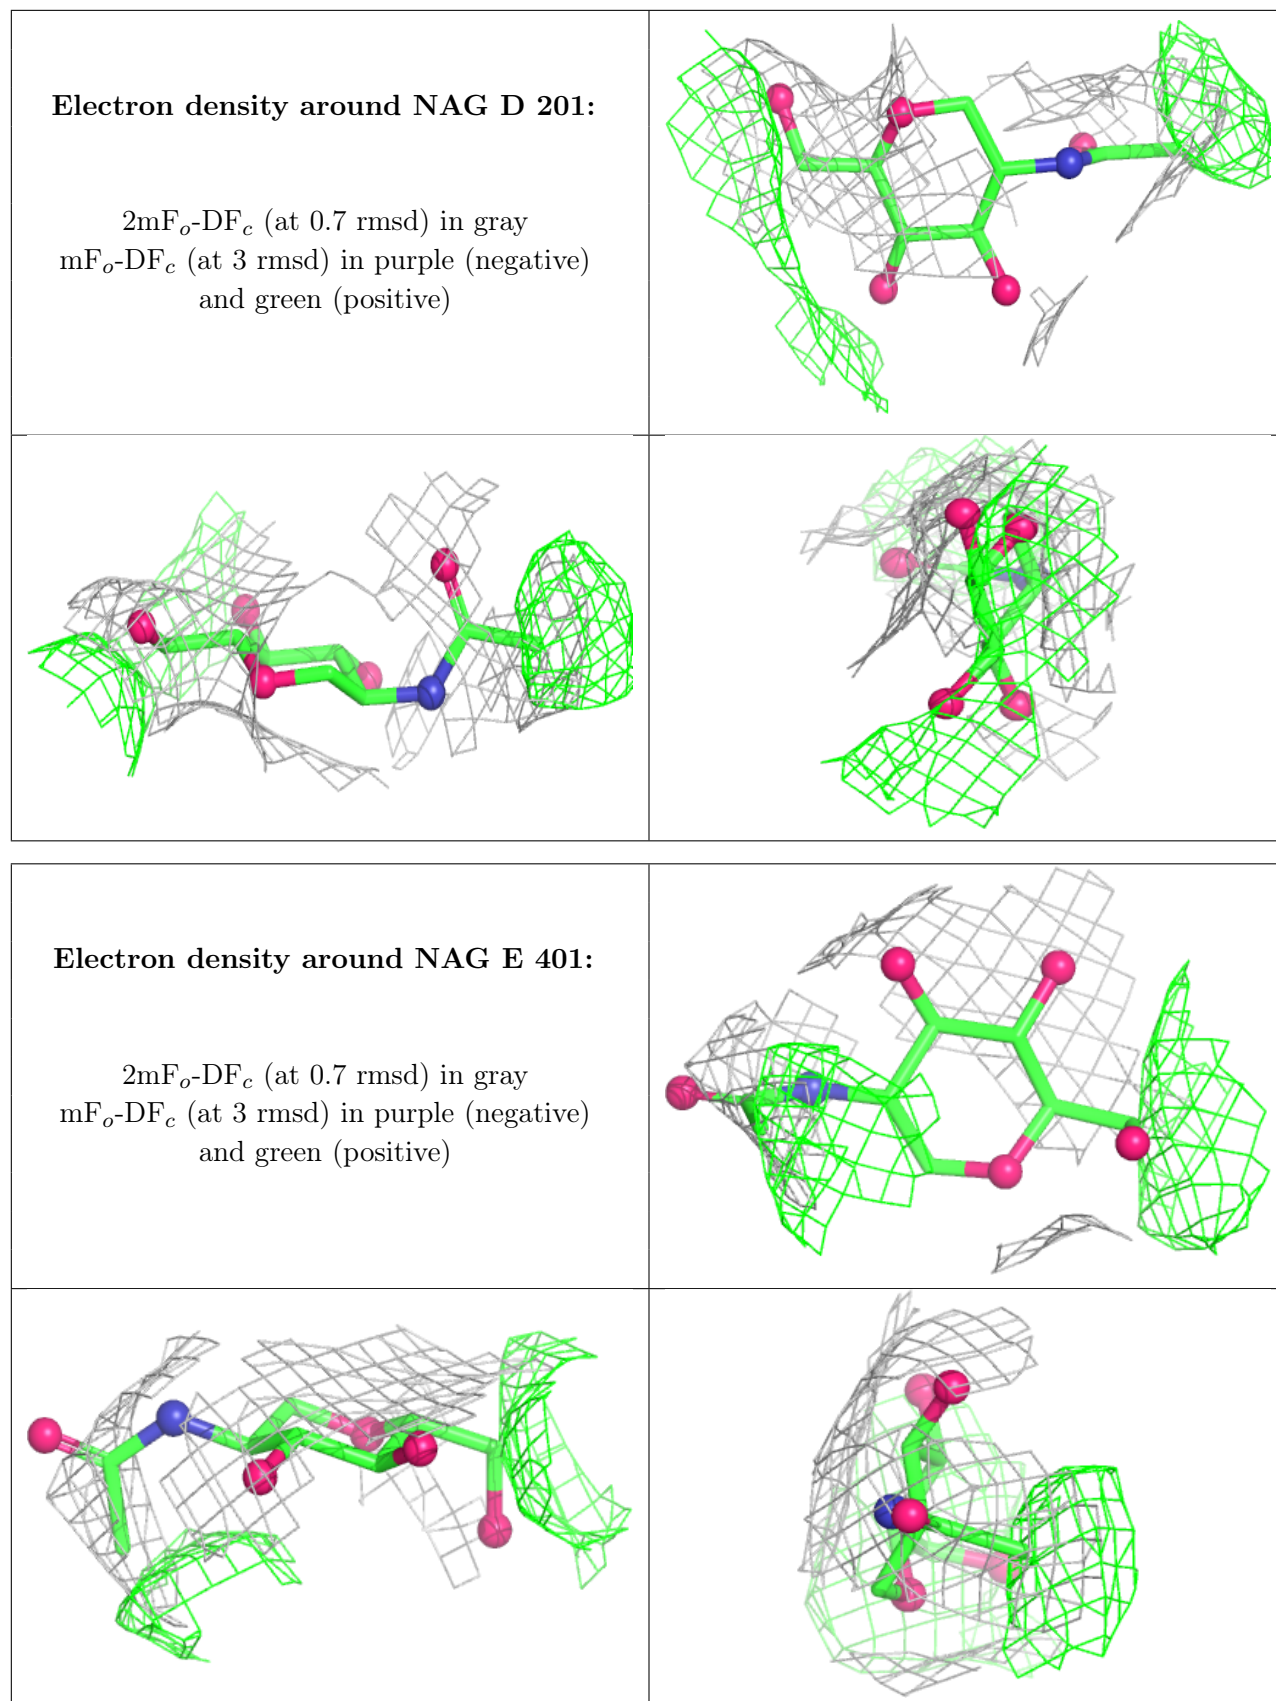 Electron density around NAG D 201:
2mFo-DFc (at 0.7 rmsd) in gray
mFo-DFc (at 3 rmsd) in purple (negative)
and green (positive)
Electron density around NAG E 401:
2mFo-DFc (at 0.7 rmsd) in gray
mFo-DFc (at 3 rmsd) in purple (negative)
and green (positive)